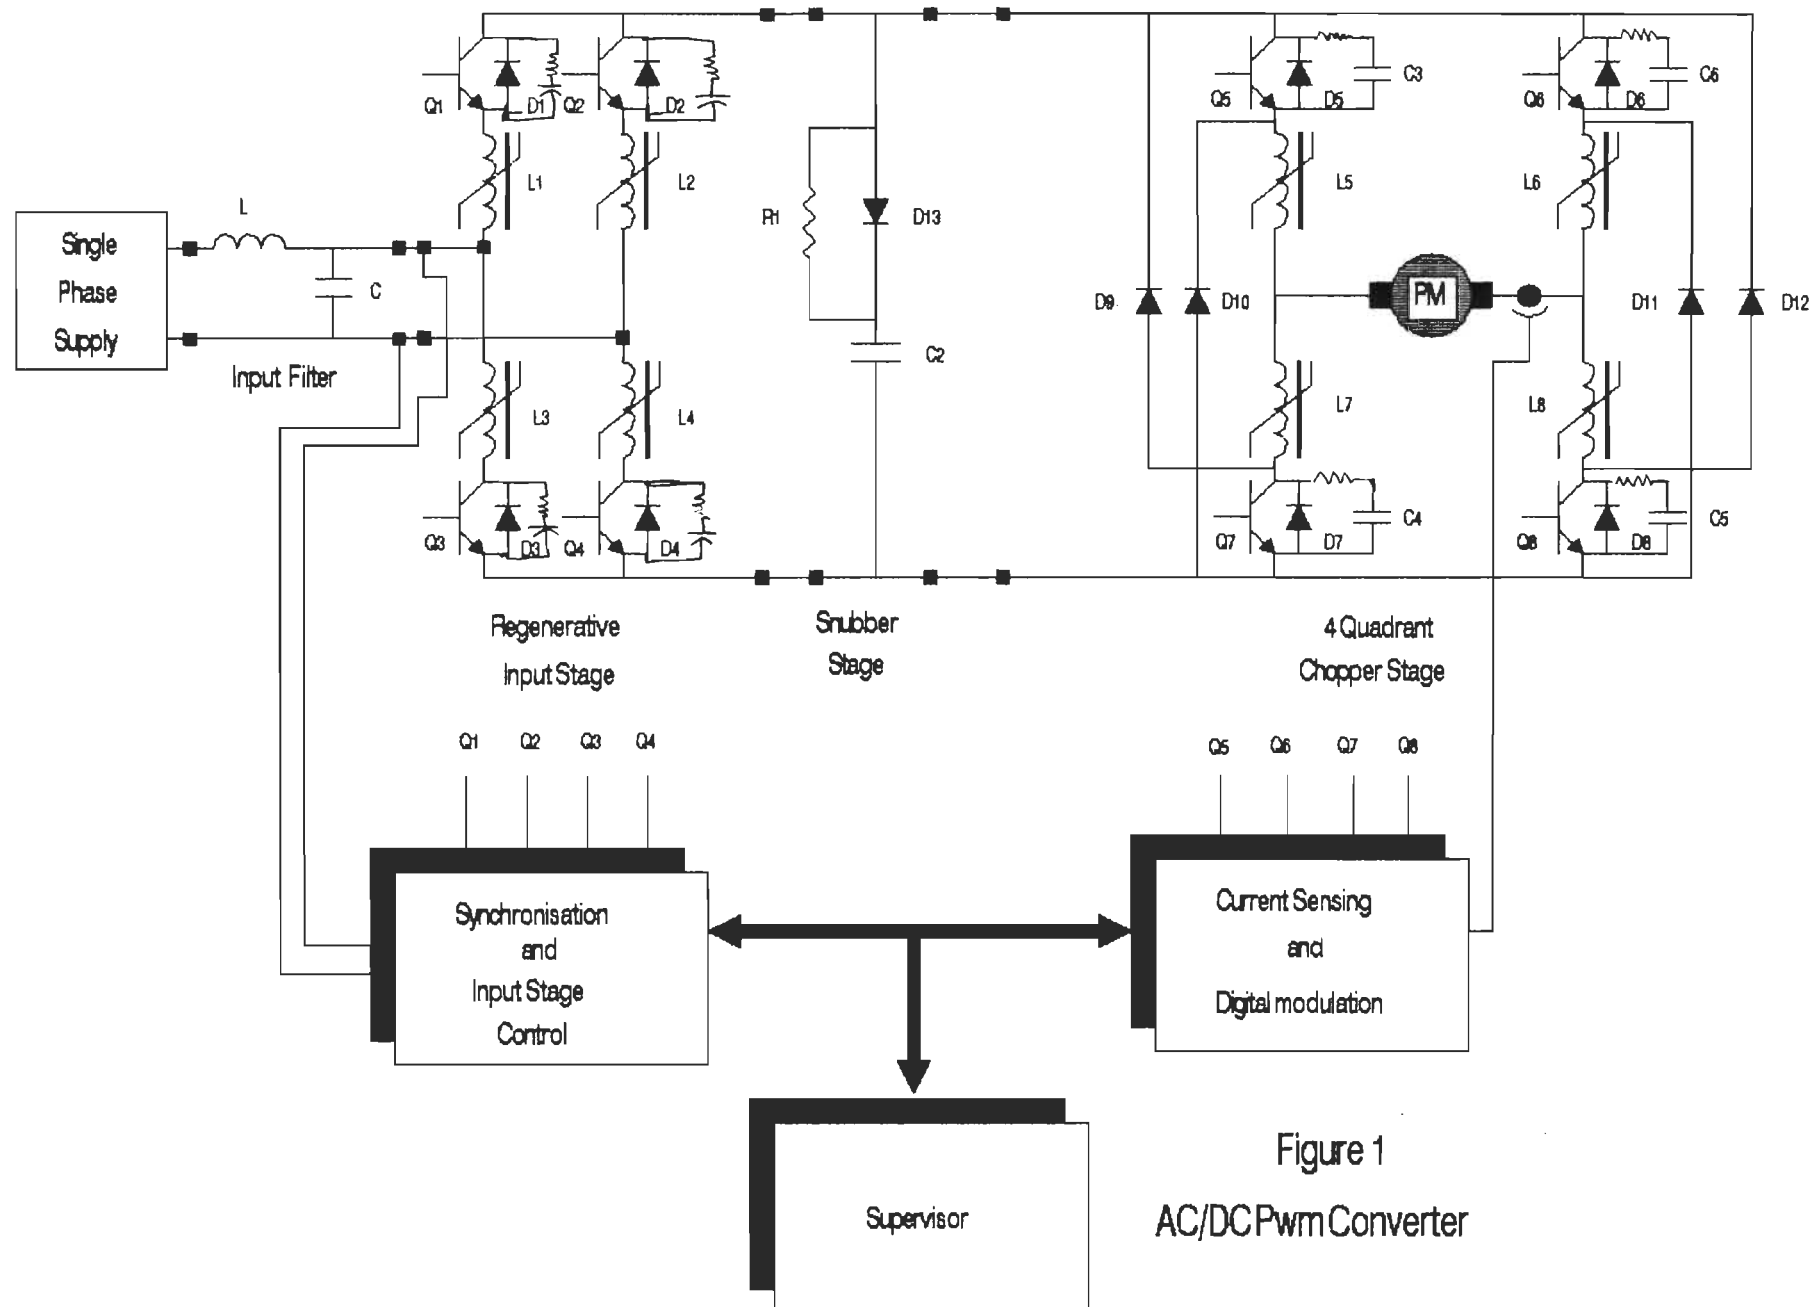 Q1
D1
Q2
D2
Q5
D5
C3
Q6
D6
C6
L1
L2
L5
L6
L
Single
Phase
Supply
C
R1
D13
PM
D9
D10
D11
D12
Input Filter
C2
L3
L4
L7
L8
Q3
D3
Q4
D4
Q7
D7
C4
Q8
D8
C5
Regenerative
Input Stage
Snubber
Stage
4 Quadrant
Chopper Stage
Q1 Q2 Q3 Q4
Q5 Q6 Q7 Q8
Synchronisation
and
Input Stage
Control
Current Sensing
and
Digital modulation
Supervisor
Figure 1
AC/DC Pwm Converter